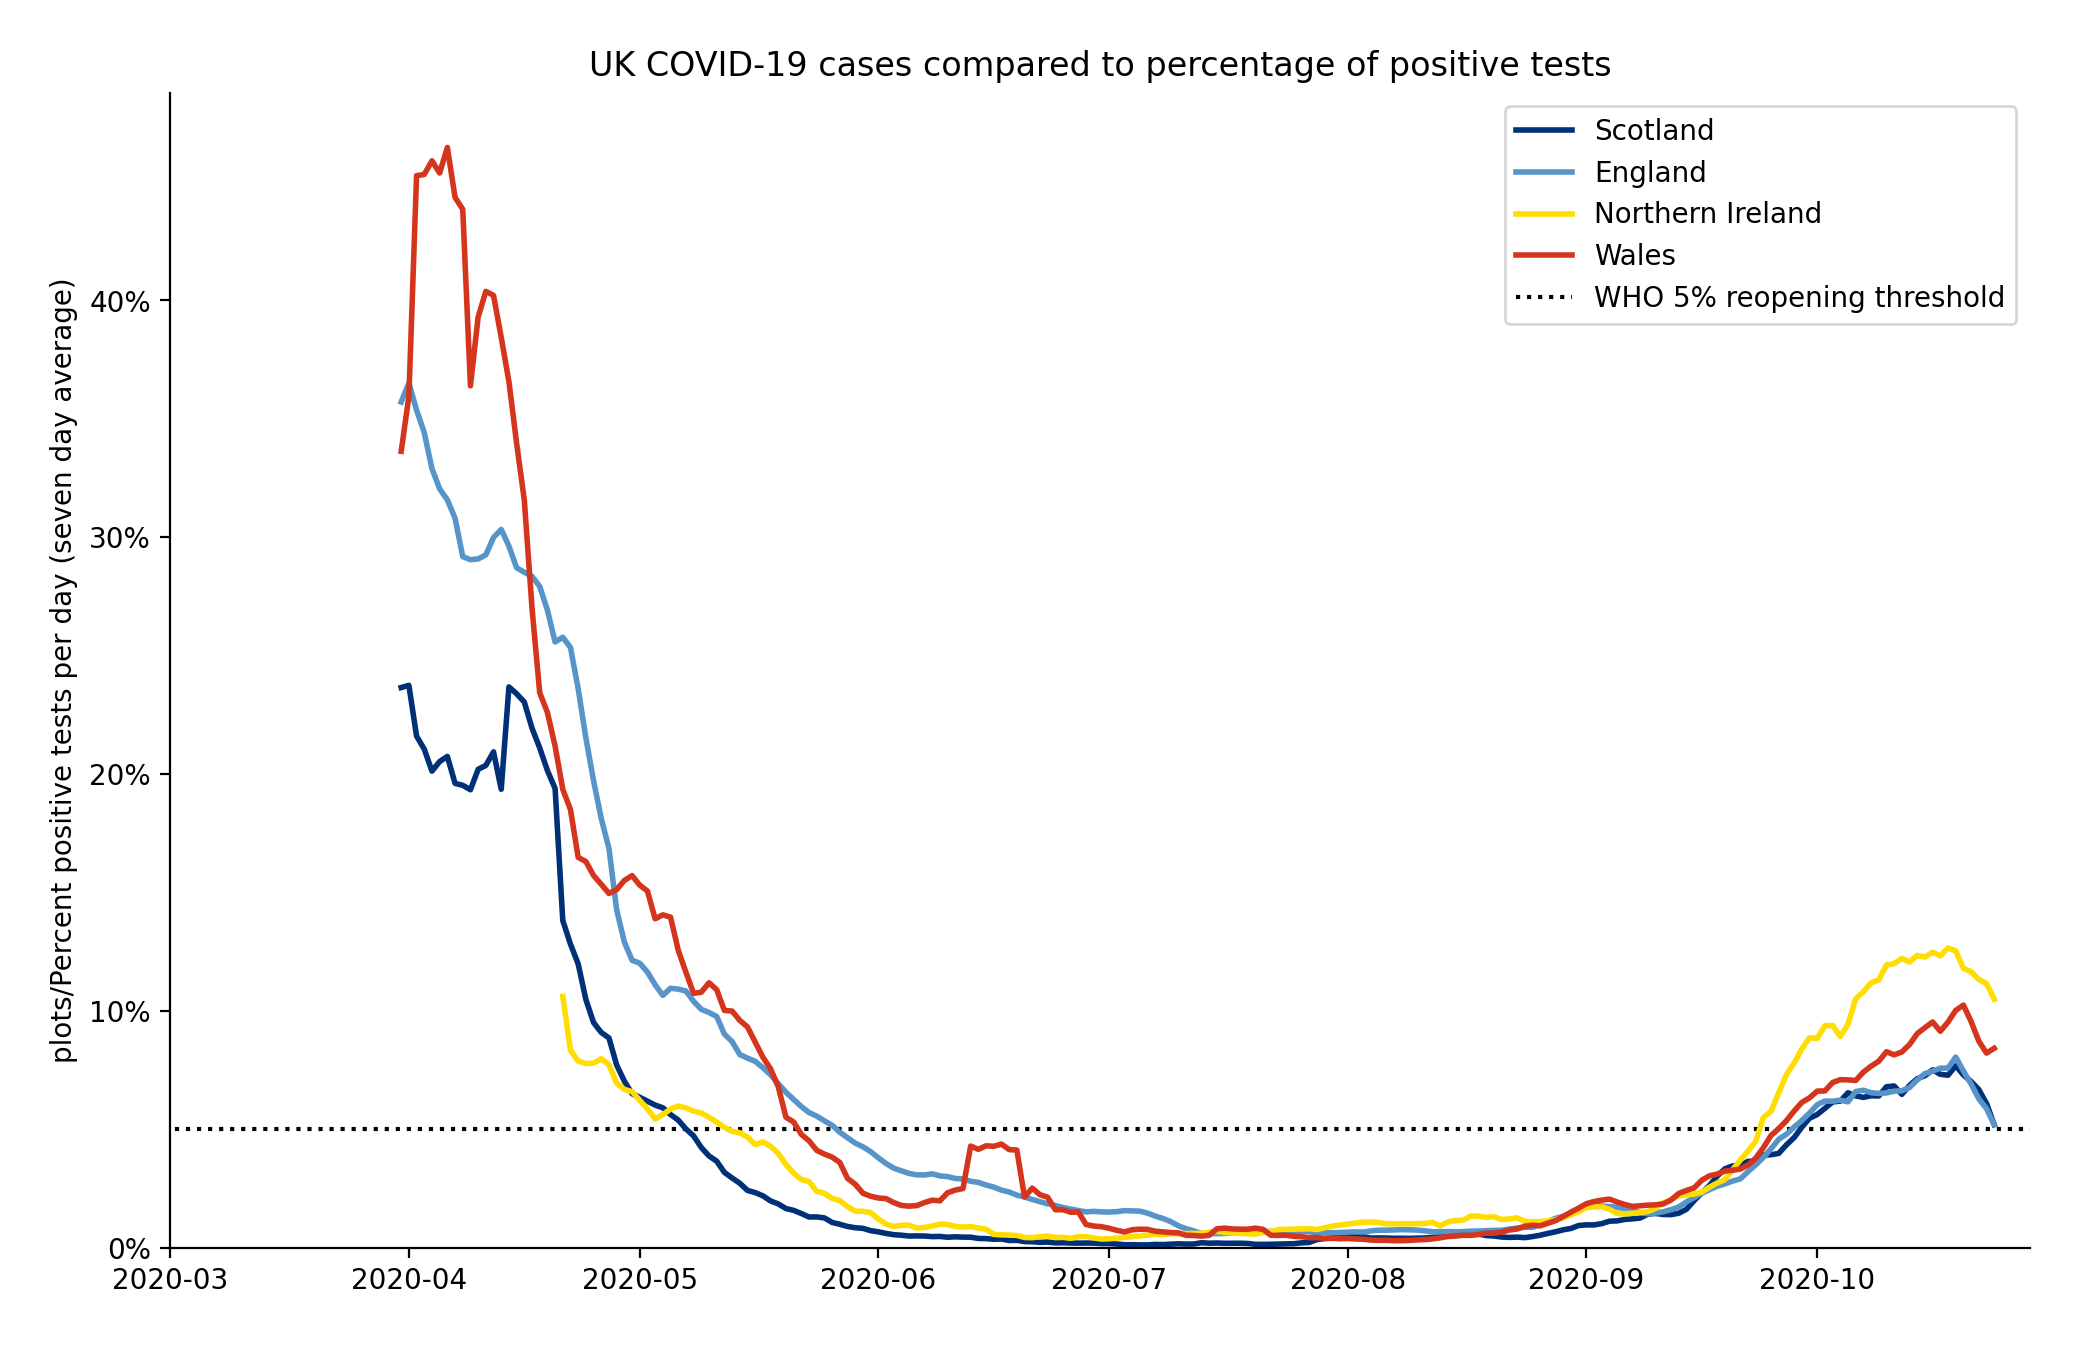 UK COVID-19 cases compared to percentage of positive tests
Scotland
England
Northern Ireland
Wales
WHO 5% reopening threshold
plots/Percent positive tests per day (seven day average)
40%
30%
20%
10%
0%
2020-03
2020-04
2020-05
2020-06
2020-07
2020-08
2020-09
2020-10